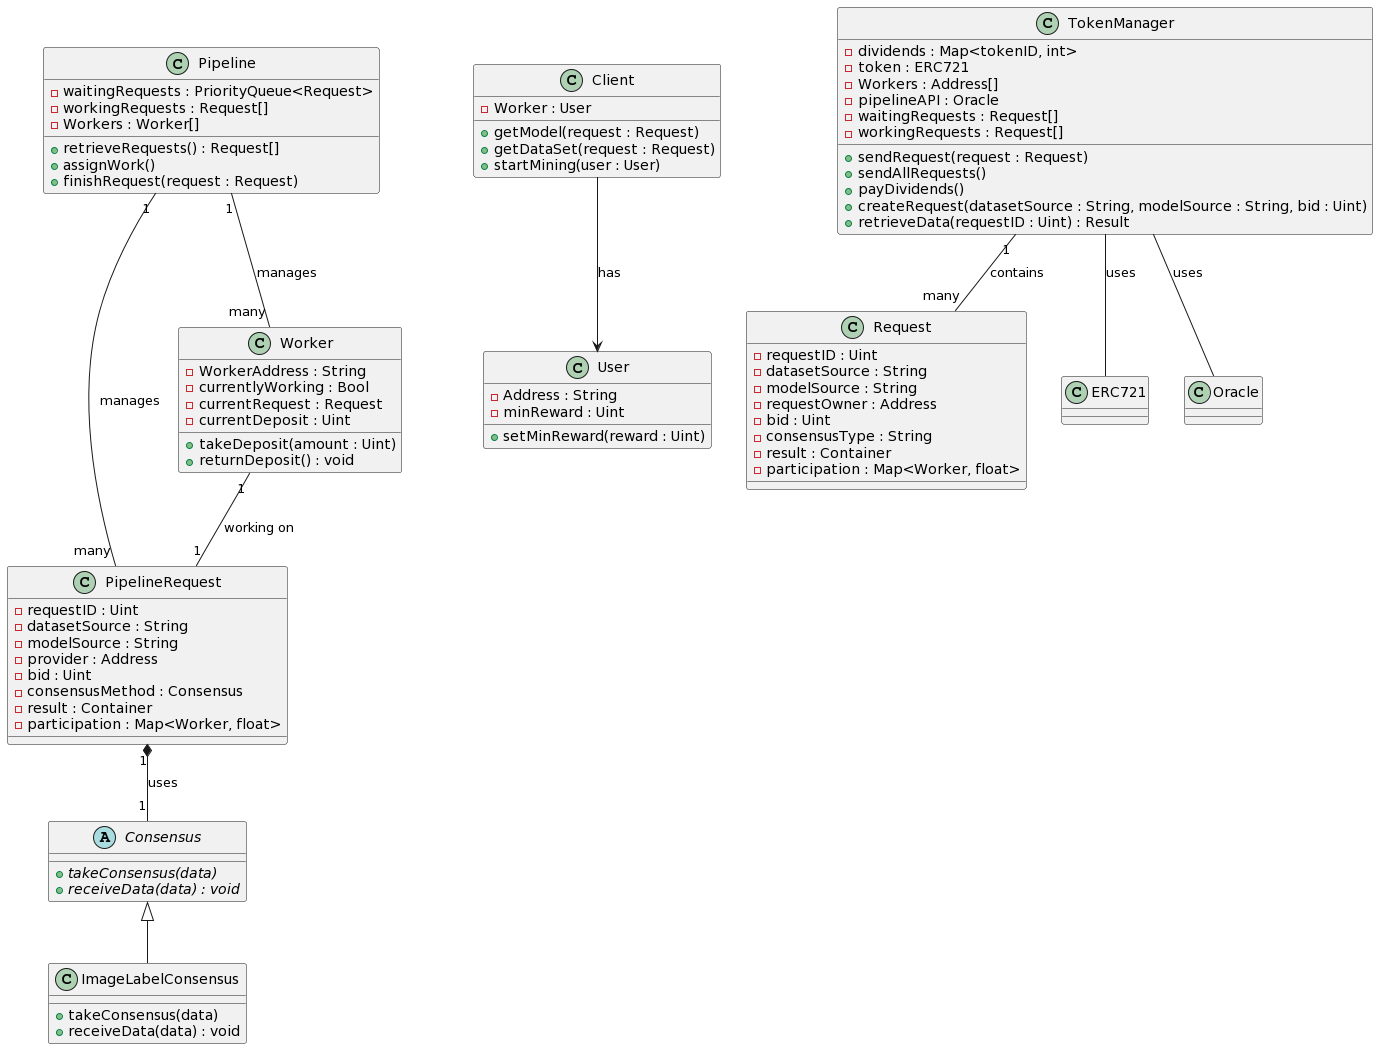 C Pipeline
waitingRequests : PriorityQueue<Request>
workingRequests : Request[]
Workers : Worker[]
retrieveRequests() : Request[]
assignWork()
finishRequest(request : Request)
C Client
Worker : User
getModel(request : Request)
getDataSet(request : Request)
startMining(user : User)
C TokenManager
dividends : Map<tokenID, int>
token : ERC721
Workers : Address[]
pipelineAPI : Oracle
waitingRequests : Request[]
workingRequests : Request[]
sendRequest(request : Request)
sendAllRequests()
payDividends()
createRequest(datasetSource : String, modelSource : String, bid : Uint)
retrieveData(requestID : Uint) : Result
1
manages
many
1
manages
many
has
1
contains
many
uses
uses
C Worker
WorkerAddress : String
currentlyWorking : Bool
currentRequest : Request
currentDeposit : Uint
takeDeposit(amount : Uint)
returnDeposit() : void
C User
Address : String
minReward : Uint
setMinReward(reward : Uint)
C Request
requestID : Uint
datasetSource : String
modelSource : String
requestOwner : Address
bid : Uint
consensusType : String
result : Container
participation : Map<Worker, float>
C ERC721
C Oracle
1
working on
1
C PipelineRequest
requestID : Uint
datasetSource : String
modelSource : String
provider : Address
bid : Uint
consensusMethod : Consensus
result : Container
participation : Map<Worker, float>
1
uses
1
A Consensus
takeConsensus(data)
receiveData(data) : void
C ImageLabelConsensus
takeConsensus(data)
receiveData(data) : void